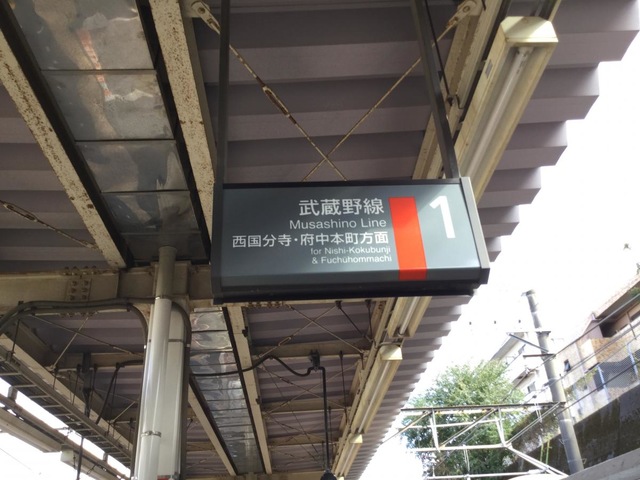 武蔵野線
Musashino Line
西国分寺・府中本町方面
for Nishi-Kokubunji
& Fuchūhommachi
1